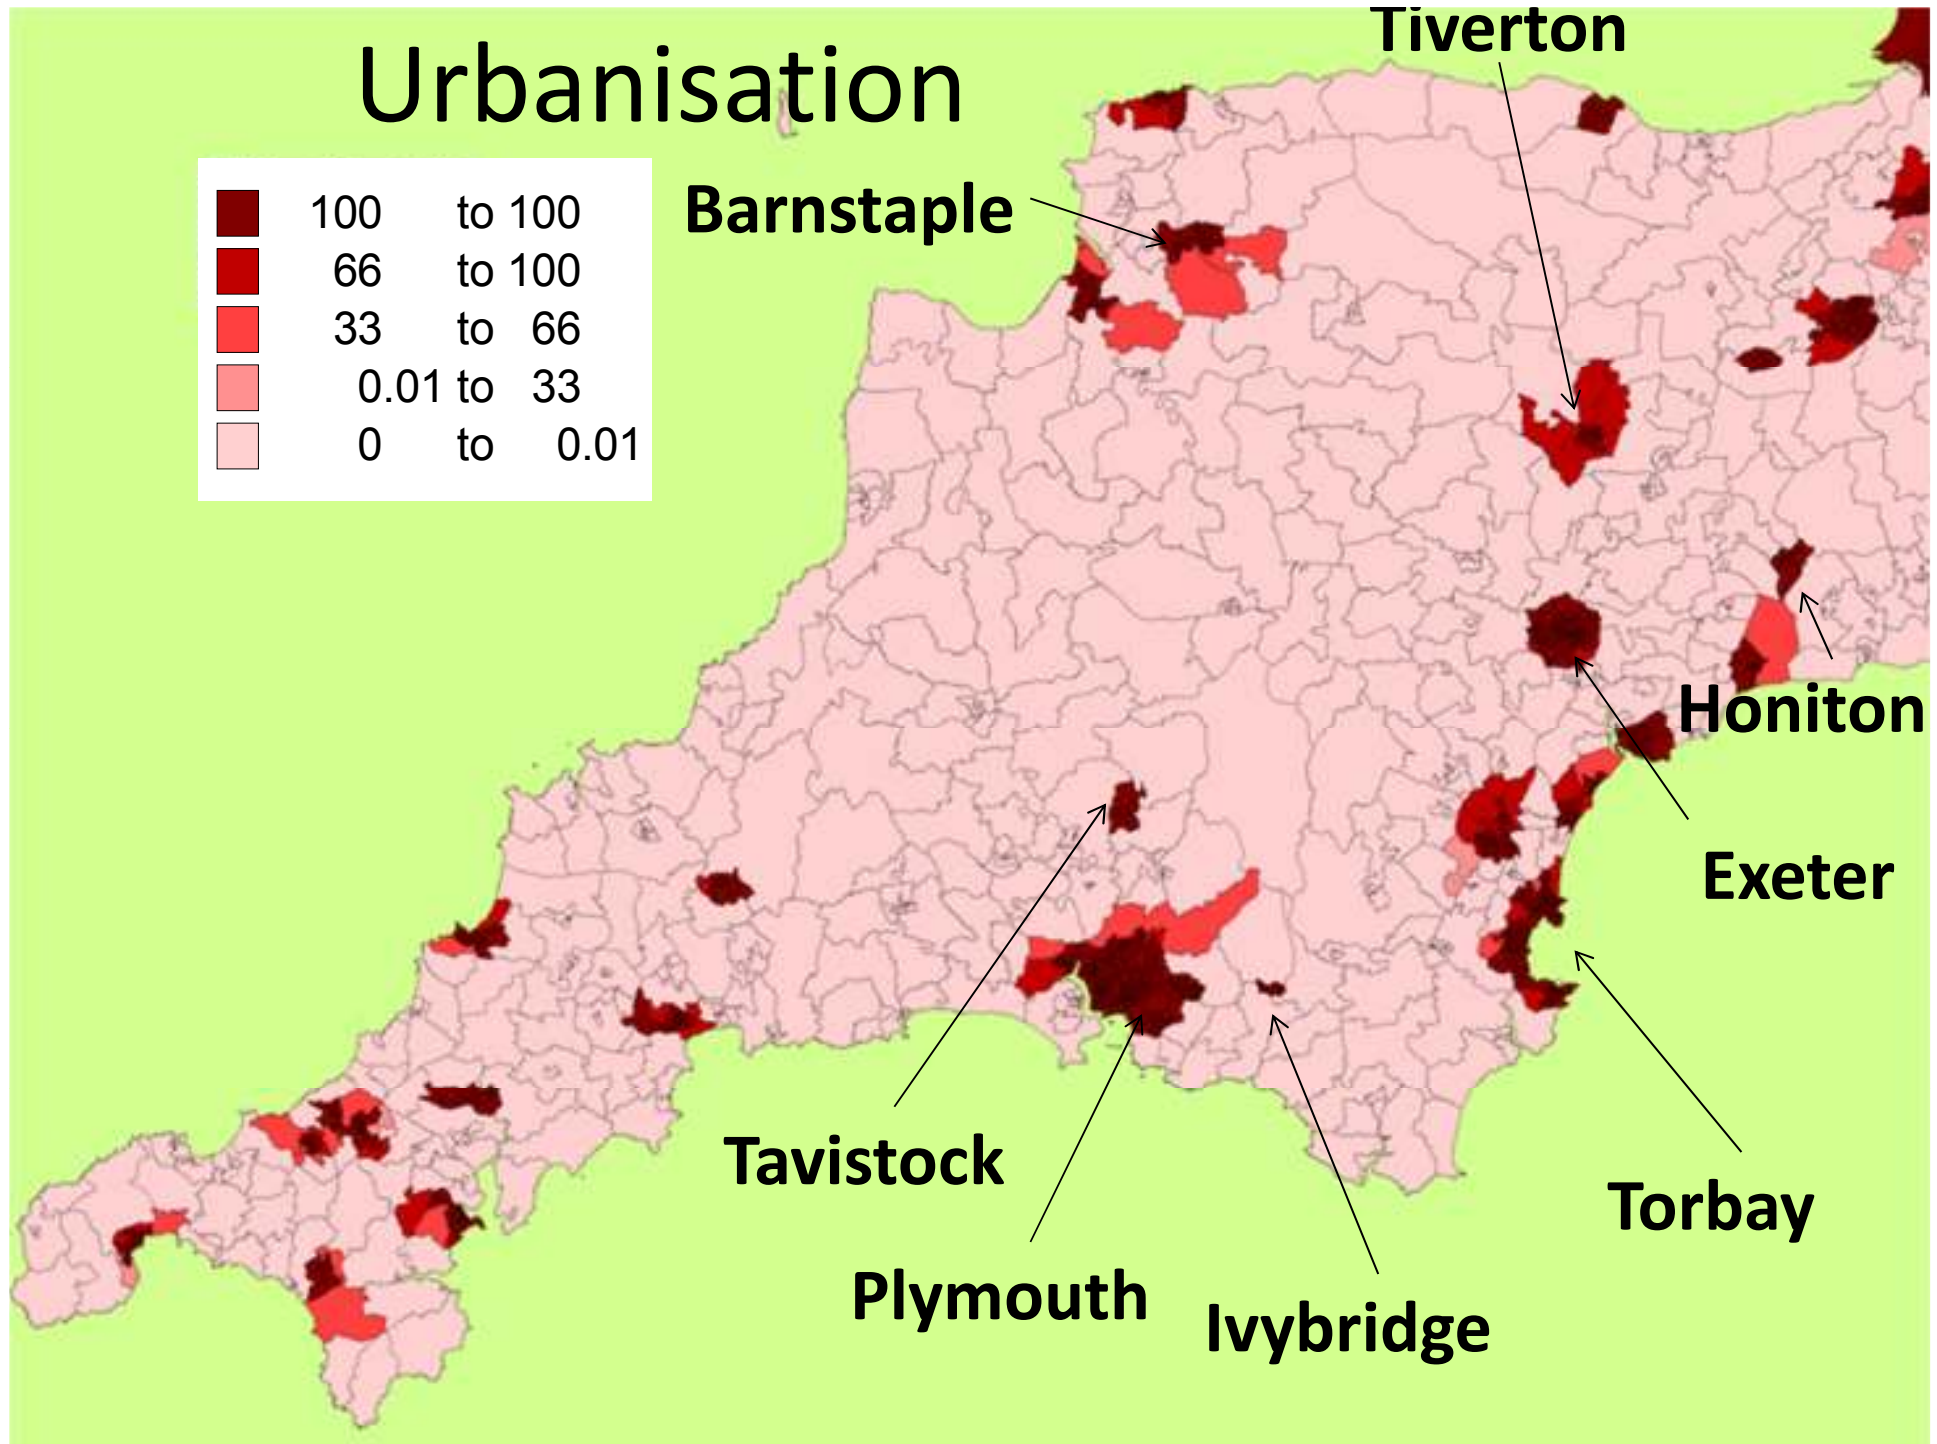 Tiverton
Urbanisation
100 to 100
66 to 100
33 to 66
0.01 to 33
0 to 0.01
Barnstaple
Honiton
Exeter
Tavistock
Torbay
Plymouth
Ivybridge